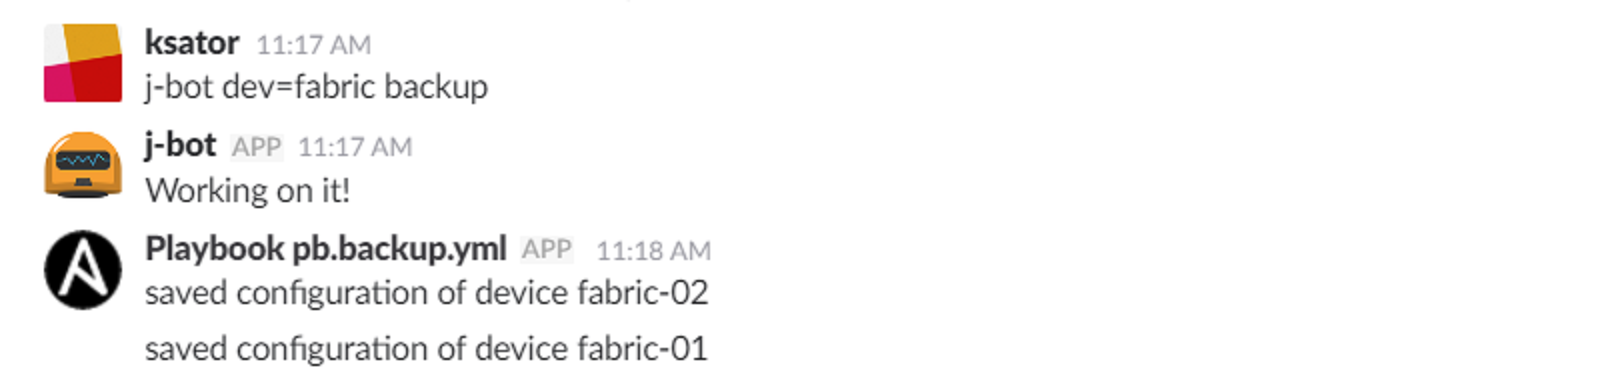 ksator 11:17 AM
j-bot dev=fabric backup
j-bot APP 11:17 AM
Working on it!
Playbook pb.backup.yml APP 11:18 AM
saved configuration of device fabric-02
saved configuration of device fabric-01